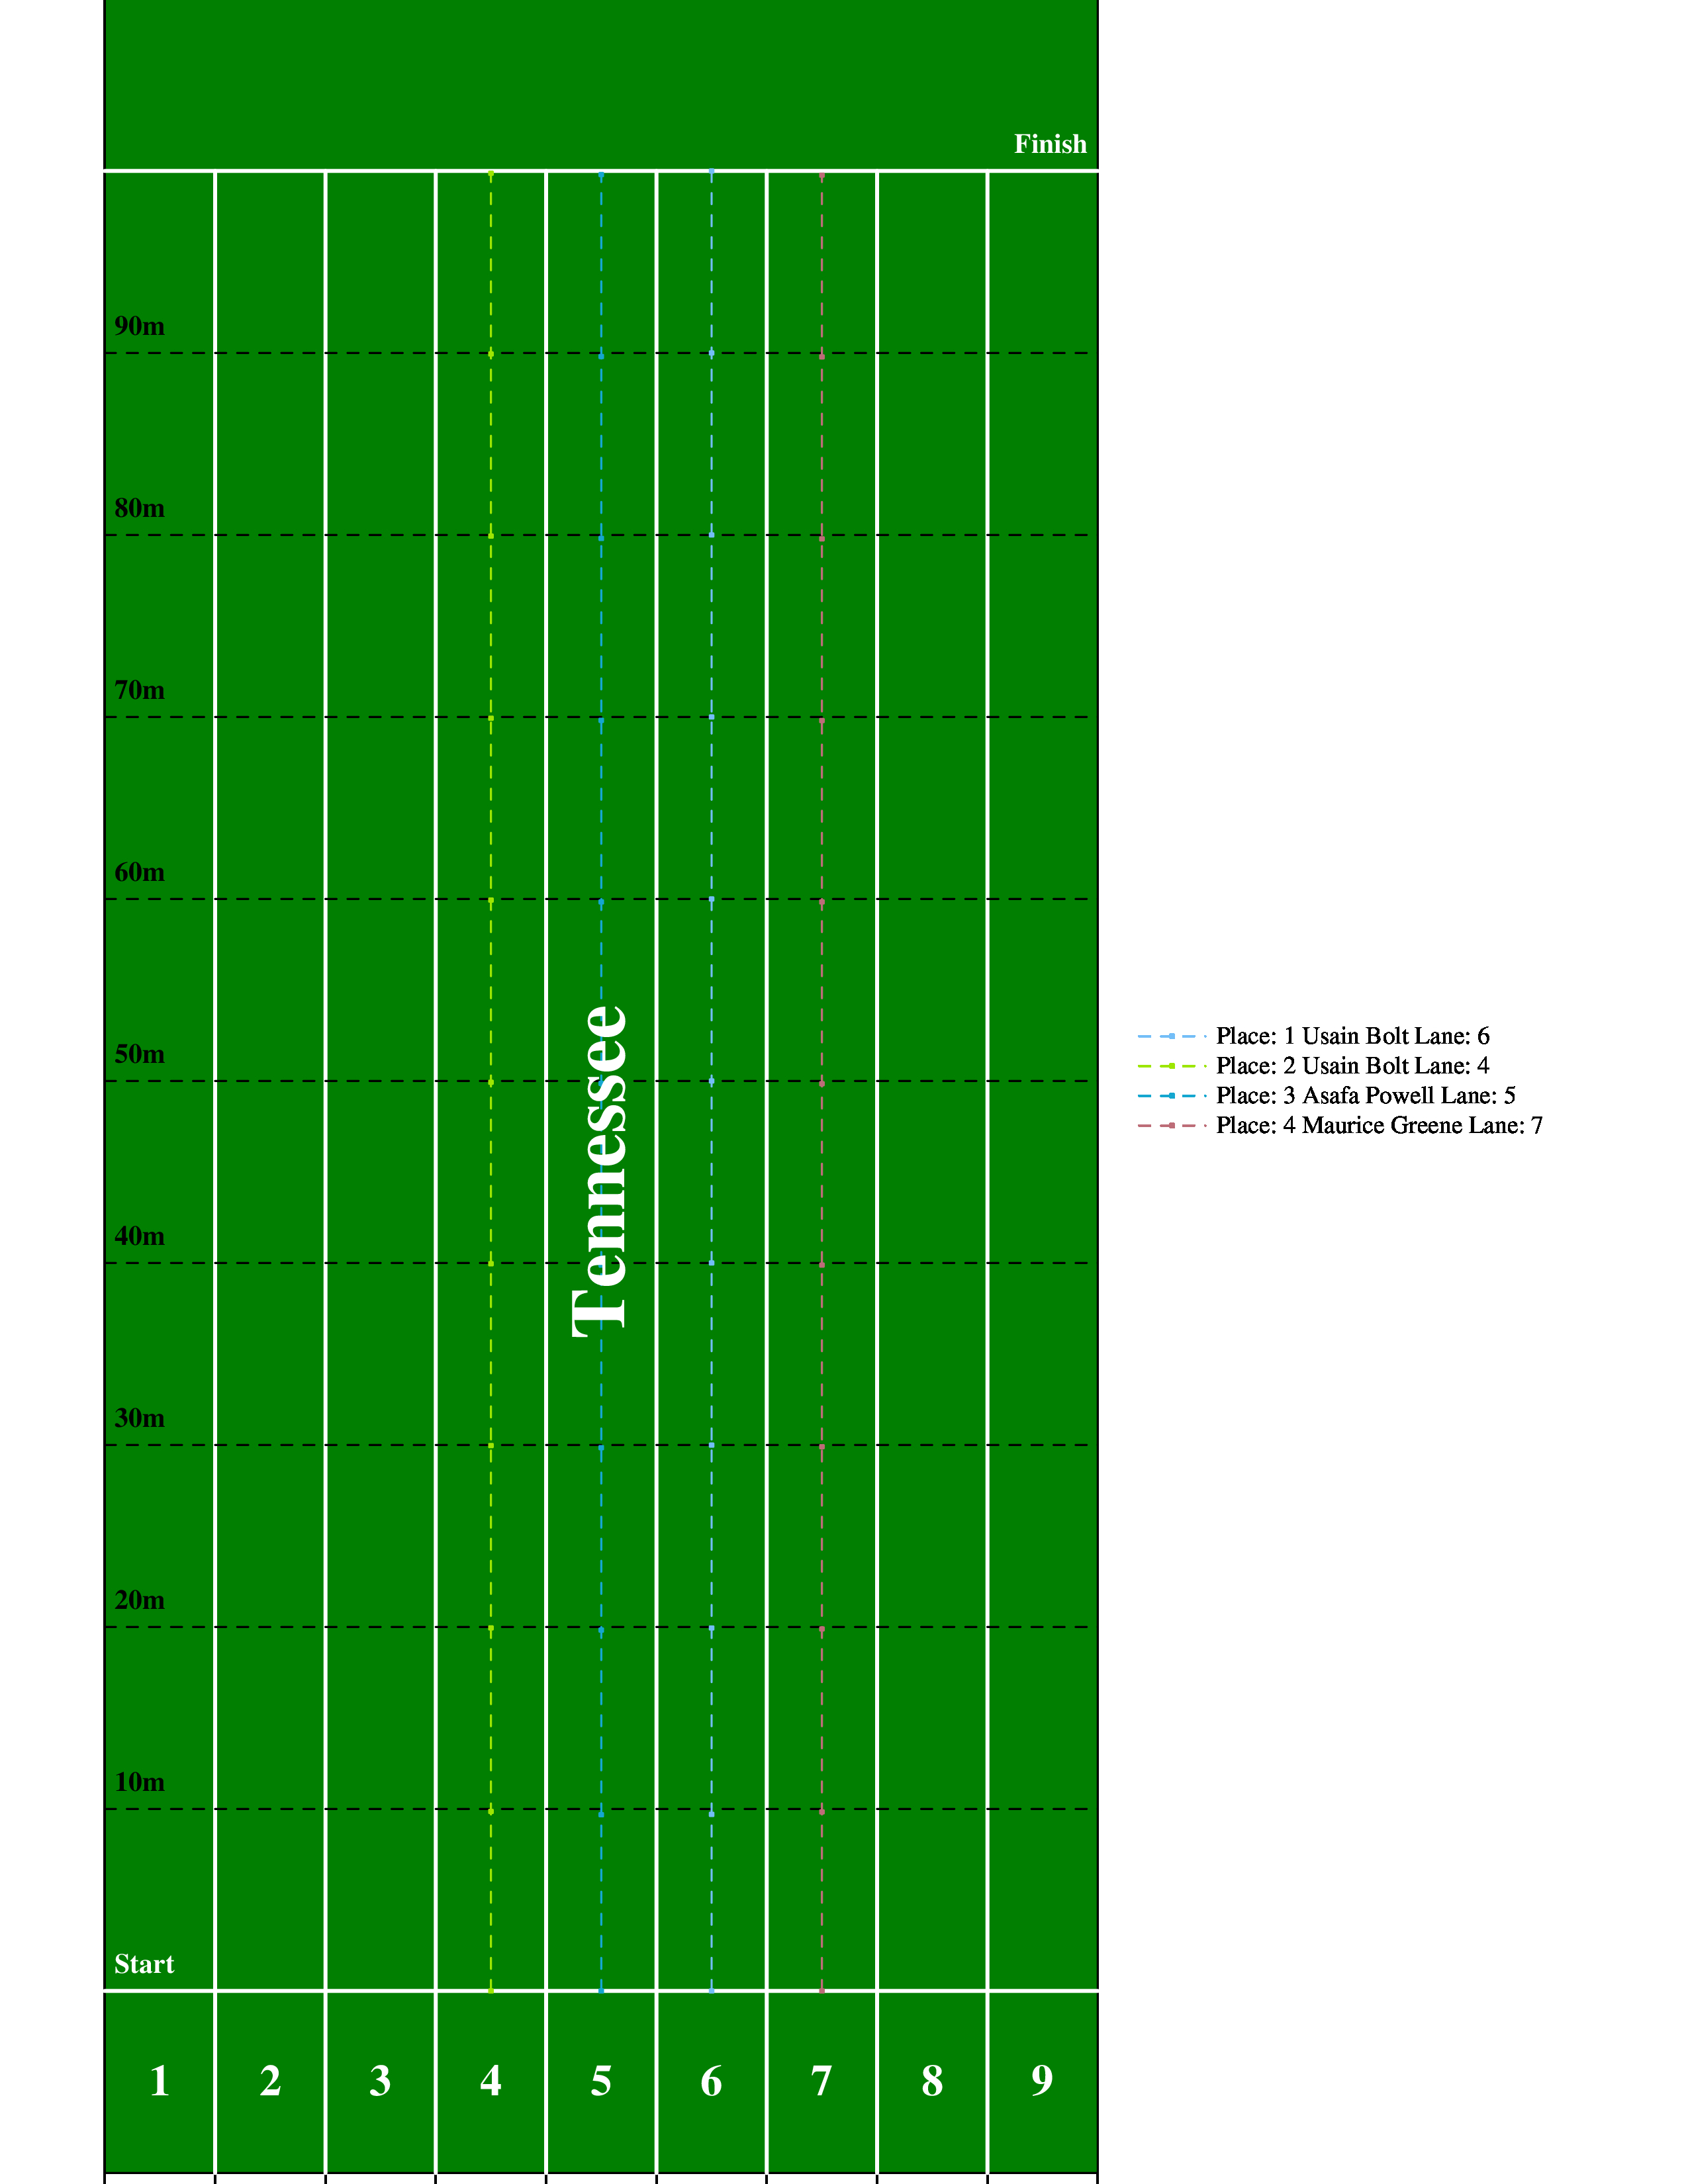 Finish
90m
80m
70m
60m
50m
40m
30m
20m
10m
Start
Tennessee
1 2 3 4 5 6 7 8 9
Place: 1 Usain Bolt Lane: 6
Place: 2 Usain Bolt Lane: 4
Place: 3 Asafa Powell Lane: 5
Place: 4 Maurice Greene Lane: 7